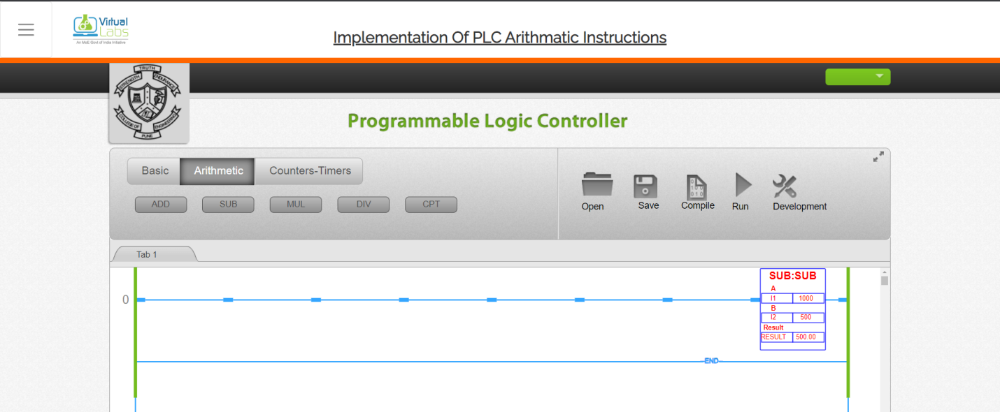 Virtual
Labs
An MoE Govt of India Initiative
Implementation Of PLC Arithmatic Instructions
TRUTH
STRENGTH
ENDURANCE
COLLEGE OF
ENGINEERING
PUNE
Programmable Logic Controller
Basic Arithmetic Counters-Timers
ADD SUB MUL DIV CPT
Open Save Compile Run Development
Tab 1
0
SUB:SUB
A
I1 1000
B
I2 500
Result
RESULT 500.00
END